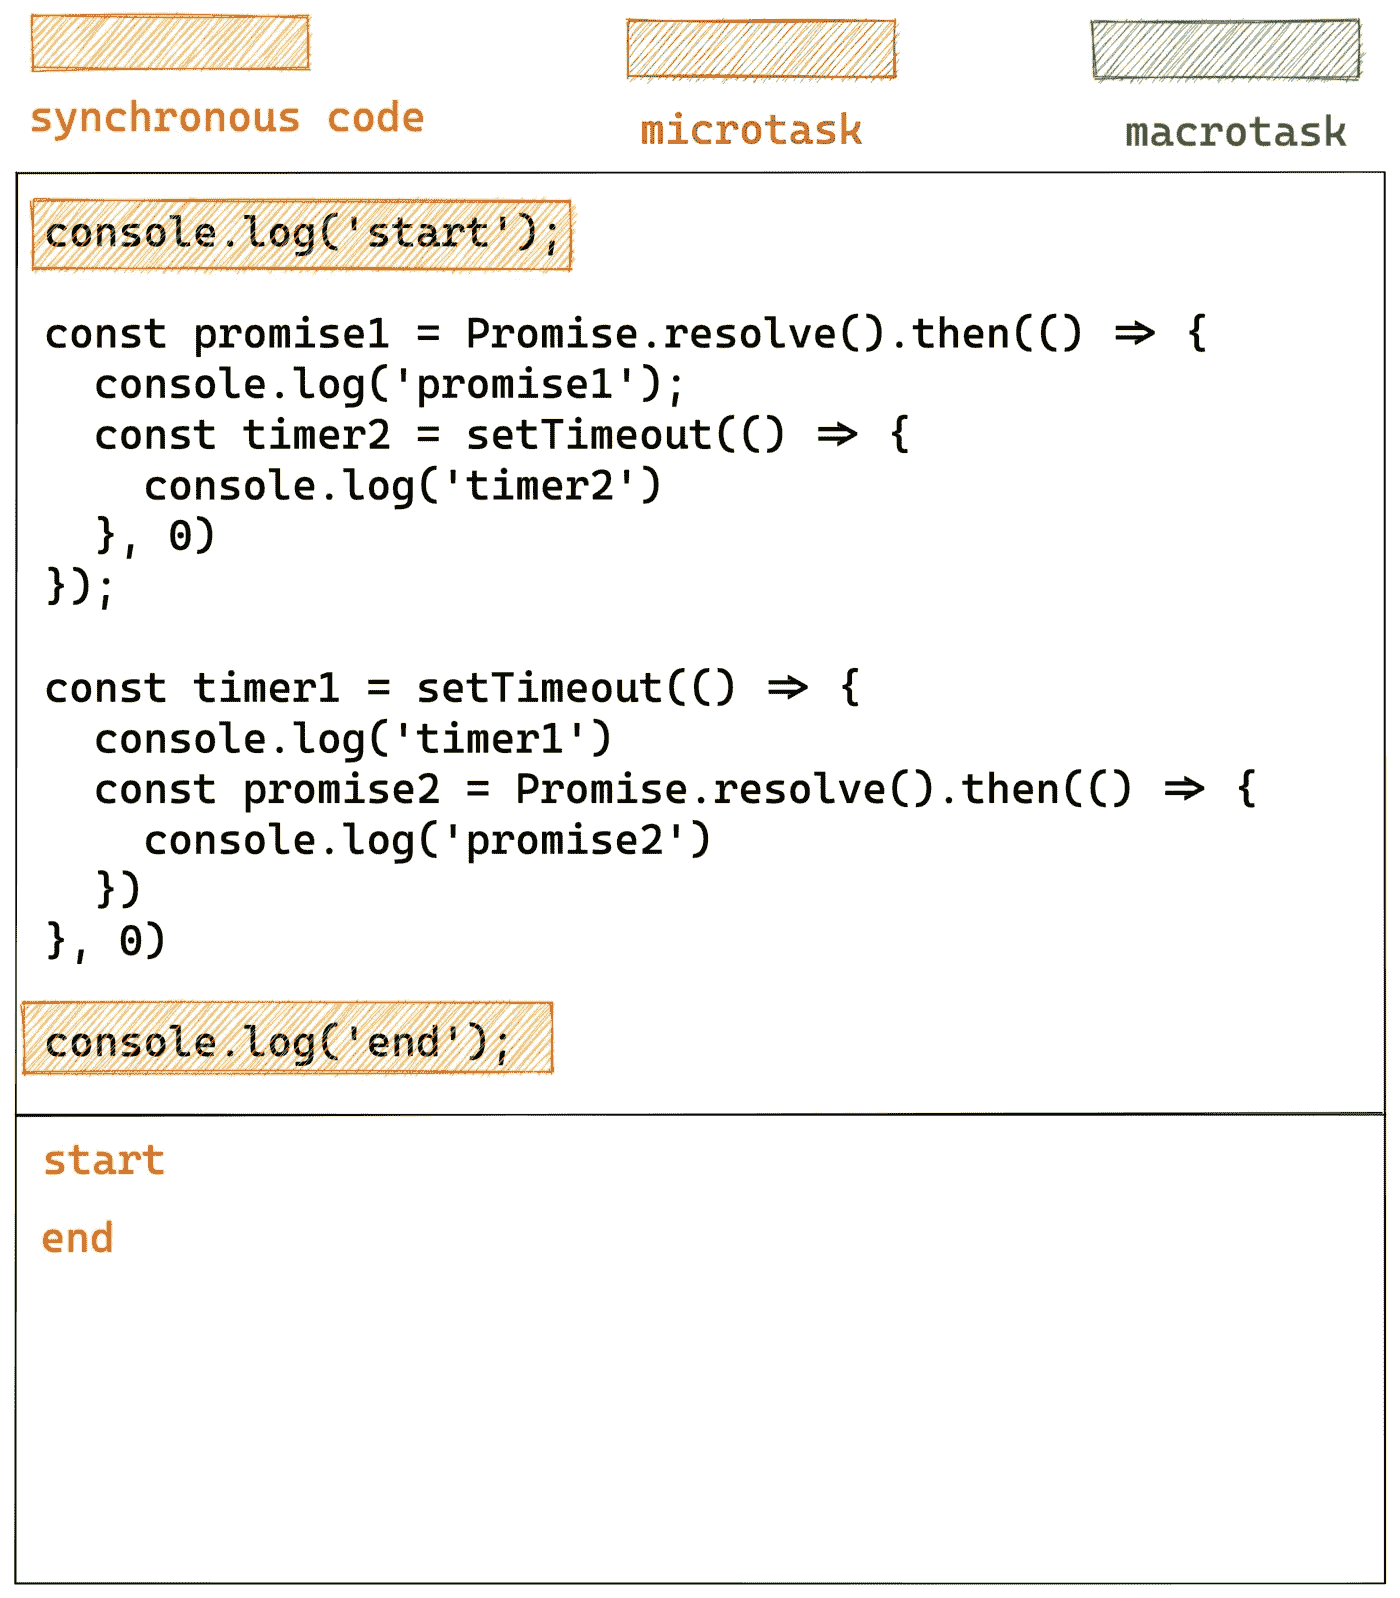 synchronous code
microtask
macrotask
console.log('start');
const promise1 = Promise.resolve().then(() => {
  console.log('promise1');
  const timer2 = setTimeout(() => {
    console.log('timer2')
  }, 0)
});
const timer1 = setTimeout(() => {
  console.log('timer1')
  const promise2 = Promise.resolve().then(() => {
    console.log('promise2')
  })
}, 0)
console.log('end');
start
end